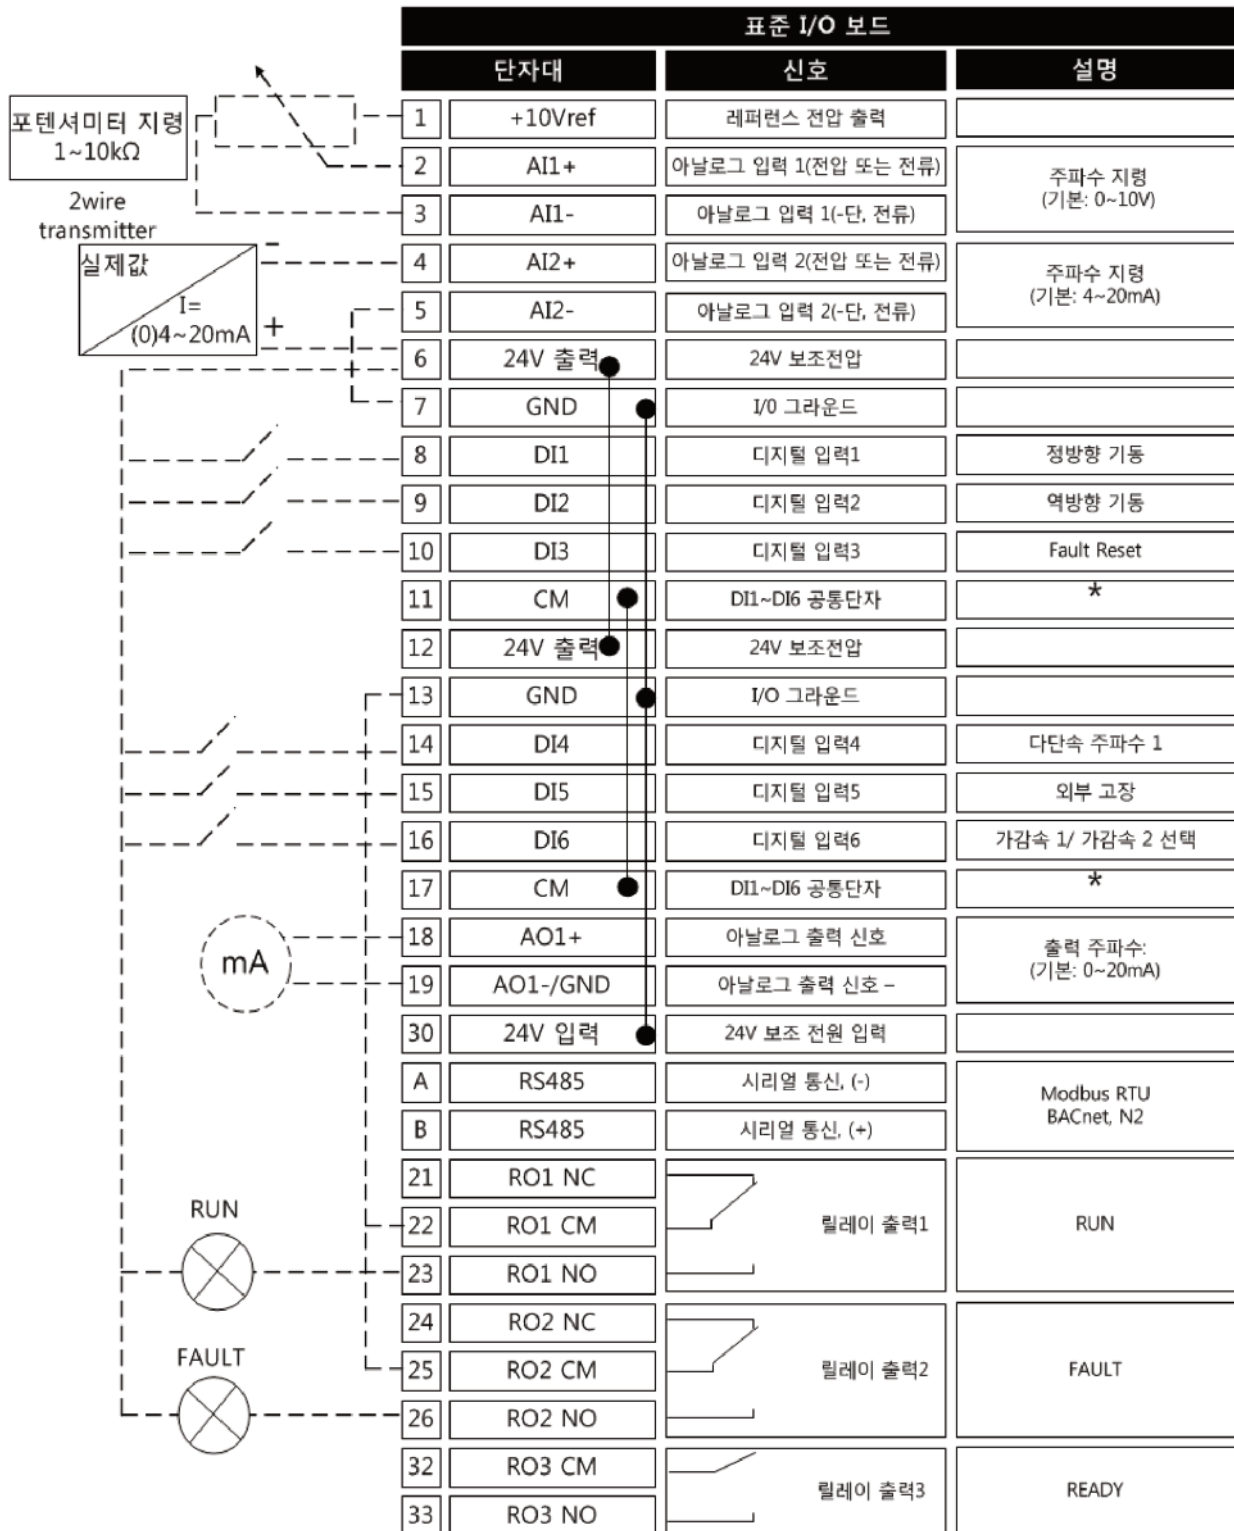 표준 I/O 보드
단자대 신호 설명
포텐셔미터 지령
1~10kΩ
2wire
transmitter
실제값
I=
(0)4~20mA
-
+
1 +10Vref 레퍼런스 전압 출력
2 AI1+ 아날로그 입력 1(전압 또는 전류)
주파수 지령
(기본: 0~10V)
3 AI1- 아날로그 입력 1(-단, 전류)
4 AI2+ 아날로그 입력 2(전압 또는 전류)
주파수 지령
(기본: 4~20mA)
5 AI2- 아날로그 입력 2(-단, 전류)
6 24V 출력 24V 보조전압
7 GND I/0 그라운드
8 DI1 디지털 입력1 정방향 기동
9 DI2 디지털 입력2 역방향 기동
10 DI3 디지털 입력3 Fault Reset
11 CM DI1~DI6 공통단자 *
12 24V 출력 24V 보조전압
13 GND I/O 그라운드
14 DI4 디지털 입력4 다단속 주파수 1
15 DI5 디지털 입력5 외부 고장
16 DI6 디지털 입력6 가감속 1/ 가감속 2 선택
17 CM DI1~DI6 공통단자 *
mA
18 AO1+ 아날로그 출력 신호
출력 주파수:
(기본: 0~20mA)
19 AO1-/GND 아날로그 출력 신호 –
30 24V 입력 24V 보조 전원 입력
A RS485 시리얼 통신, (-)
Modbus RTU
BACnet, N2
B RS485 시리얼 통신, (+)
21 RO1 NC
RUN
22 RO1 CM 릴레이 출력1 RUN
23 RO1 NO
24 RO2 NC
FAULT
25 RO2 CM 릴레이 출력2 FAULT
26 RO2 NO
32 RO3 CM
릴레이 출력3 READY
33 RO3 NO